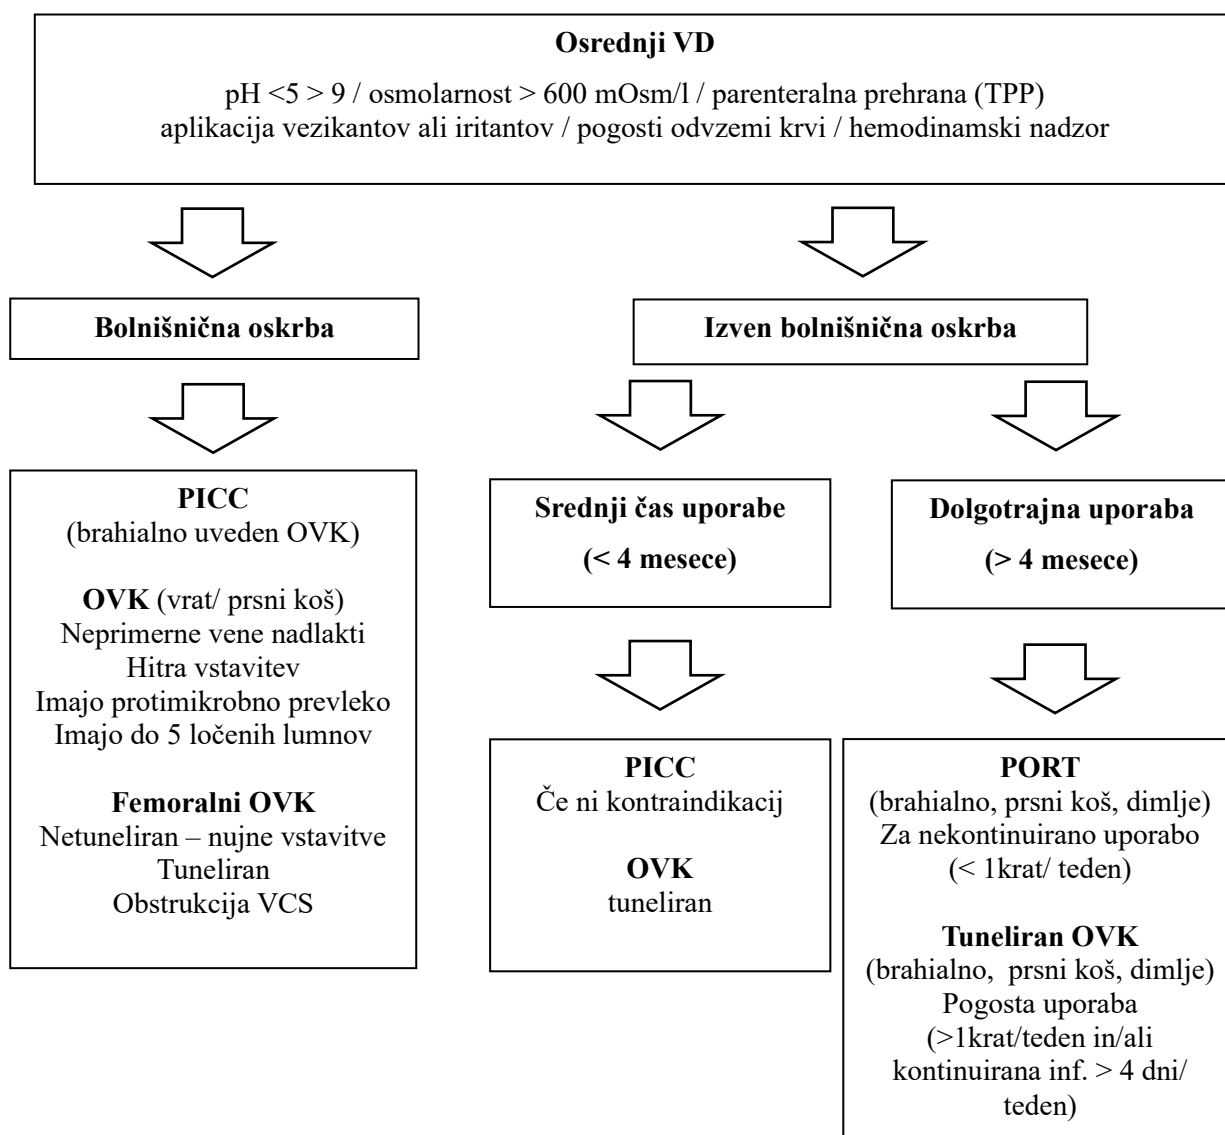 Osrednji VD
pH <5 > 9 / osmolarnost > 600 mOsm/l / parenteralna prehrana (TPP)
aplikacija vezikantov ali iritantov / pogosti odvzemi krvi / hemodinamski nadzor
Bolnišnična oskrba
Izven bolnišnična oskrba
PICC
(brahialno uveden OVK)
OVK (vrat/ prsni koš)
Neprimerne vene nadlakti
Hitra vstavitev
Imajo protimikrobno prevleko
Imajo do 5 ločenih lumnov
Femoralni OVK
Netuneliran – nujne vstavitve
Tuneliran
Obstrukcija VCS
Srednji čas uporabe
(< 4 mesece)
Dolgotrajna uporaba
(> 4 mesece)
PICC
Če ni kontraindikacij
OVK
tuneliran
PORT
(brahialno, prsni koš, dimlje)
Za nekontinuirano uporabo
(< 1krat/ teden)
Tuneliran OVK
(brahialno, prsni koš, dimlje)
Pogosta uporaba
(>1krat/teden in/ali
kontinuirana inf. > 4 dni/
teden)